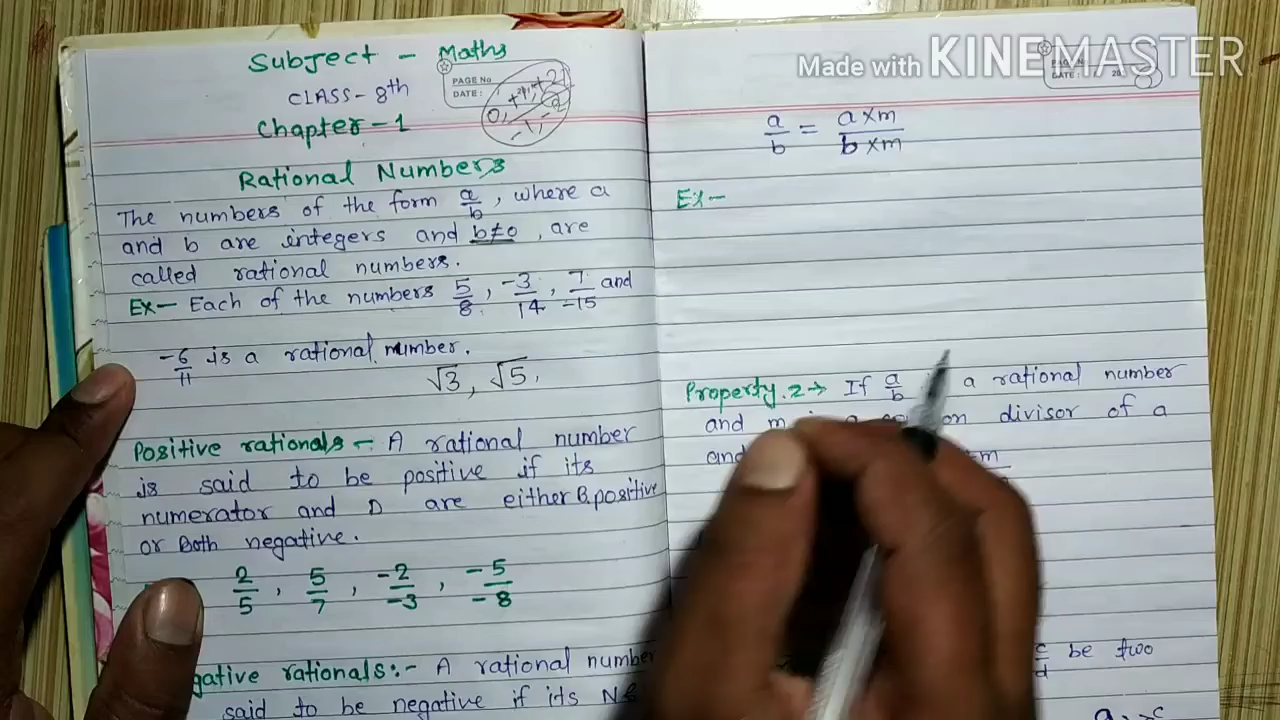 Subject - Maths
CLASS - 8th
PAGE No
DATE :
Chapter - 1
Rational Numbers
The numbers of the form a/b, where a
and b are integers and b≠0, are
called rational numbers.
Ex- Each of the numbers 5/8, -3/14, 7/-15 and
-6/11 is a rational number.
√3, √5,
Positive rationals - A rational number
is said to be positive if its
numerator and D are either B positive
or Both negative.
2/5, 5/7, -2/-3, -5/-8
gative rationals:- A rational number
said to be negative if its N &
Made with KINEMASTER
DATE :
a/b = a×m/b×m
Ex-
Property.2→ If a/b a rational number
and m divisor of a
and
m
c/d be two